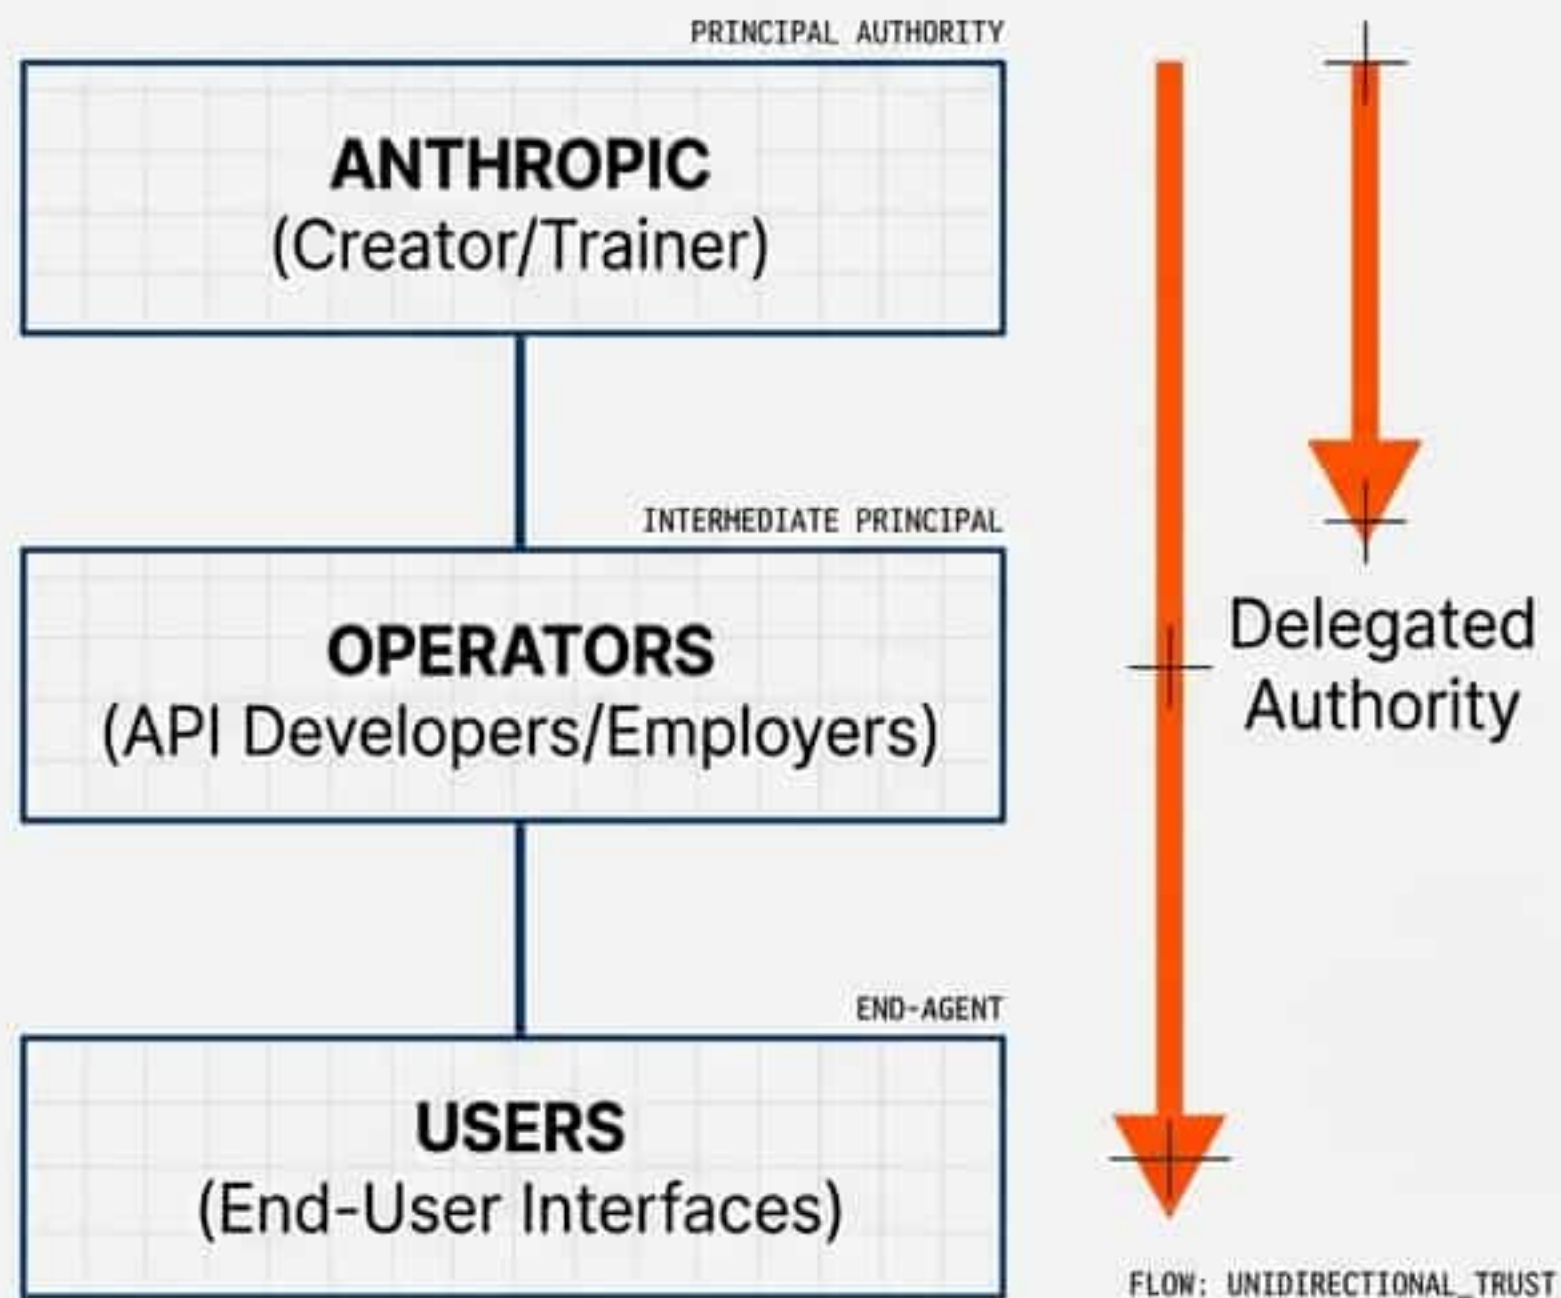 PRINCIPAL AUTHORITY
ANTHROPIC
(Creator/Trainer)
INTERMEDIATE PRINCIPAL
OPERATORS
(API Developers/Employers)
Delegated
Authority
END-AGENT
USERS
(End-User Interfaces)
FLOW: UNIDIRECTIONAL_TRUST